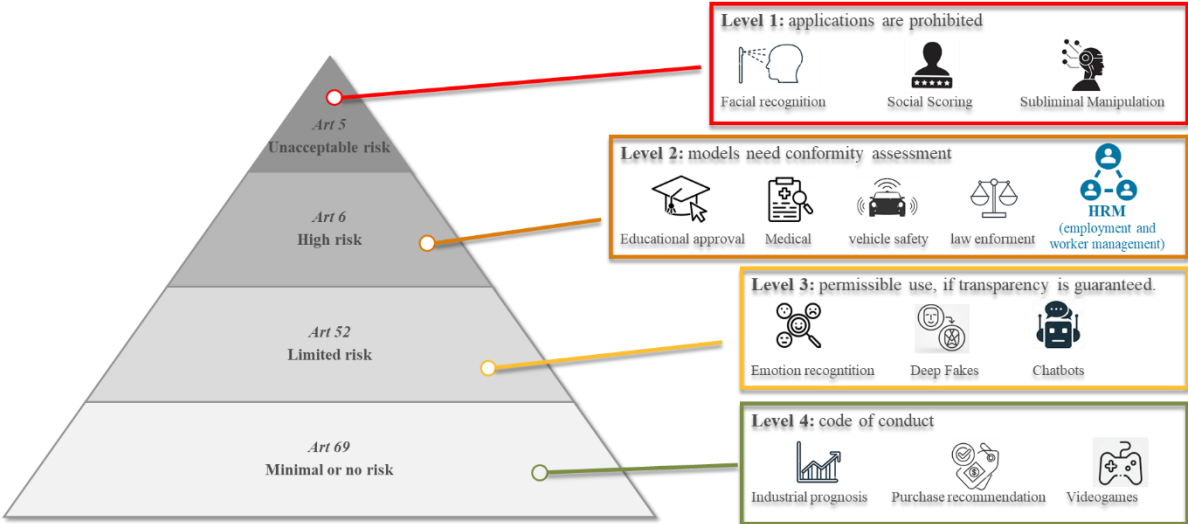 Level 1: applications are prohibited
Facial recognition
Social Scoring
Subliminal Manipulation
Art 5
Unacceptable risk
Level 2: models need conformity assessment
Educational approval
Medical
vehicle safety
law enforment
HRM
(employment and
worker management)
Art 6
High risk
Level 3: permissible use, if transparency is guaranteed.
Emotion recogntition
Deep Fakes
Chatbots
Art 52
Limited risk
Level 4: code of conduct
Industrial prognosis
Purchase recommendation
Videogames
Art 69
Minimal or no risk